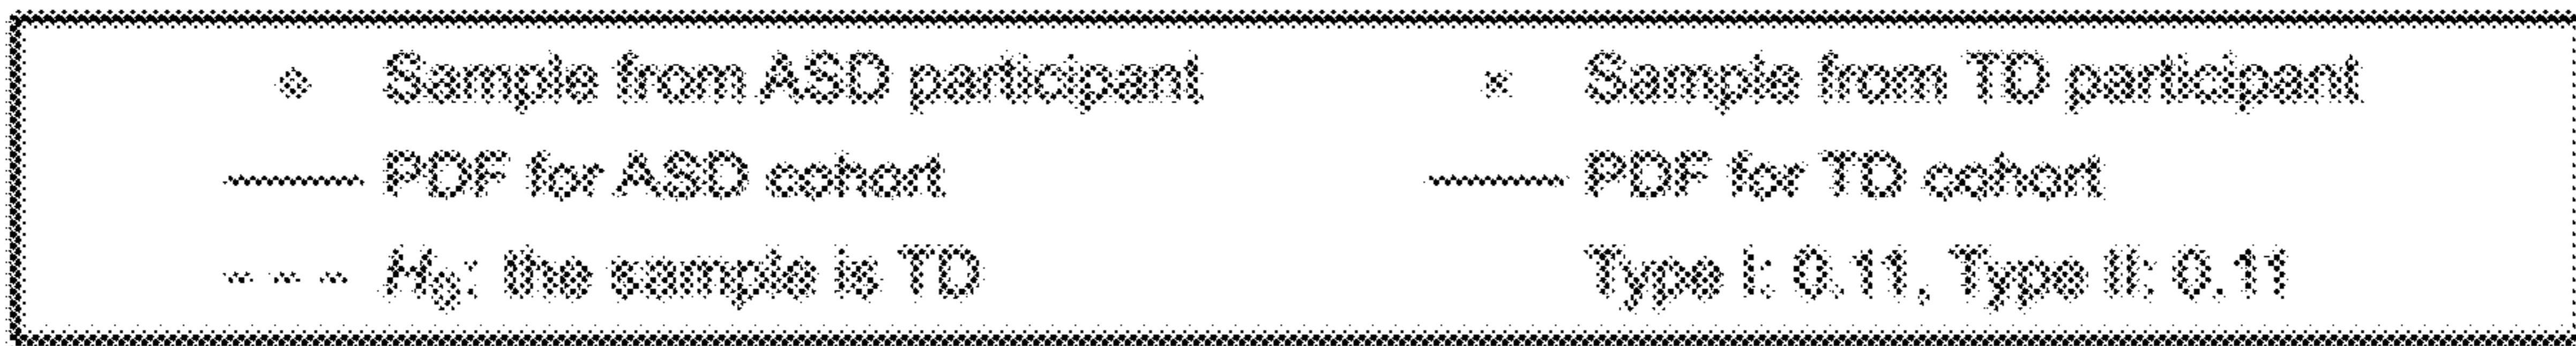 Sample from ASD participant
Sample from TD participant
PDF for ASD cohort
PDF for TD cohort
H₀: the sample is TD
Type I: 0.11, Type II: 0.11